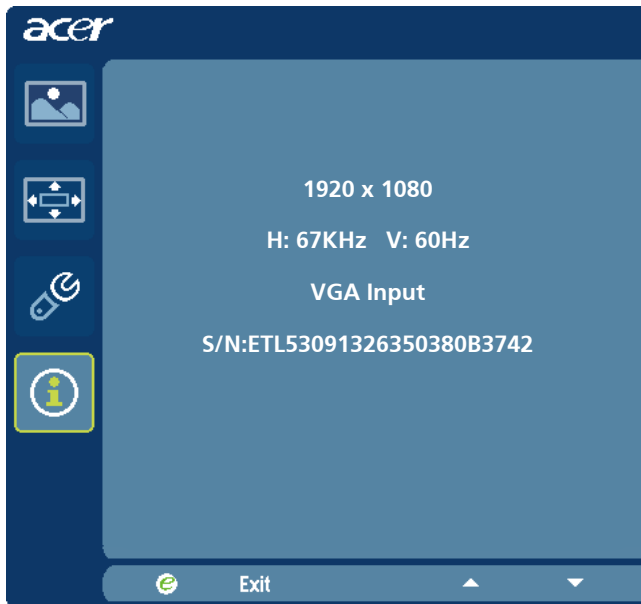 acer
1920 x 1080
H: 67KHz V: 60Hz
VGA Input
S/N:ETL53091326350380B3742
e Exit